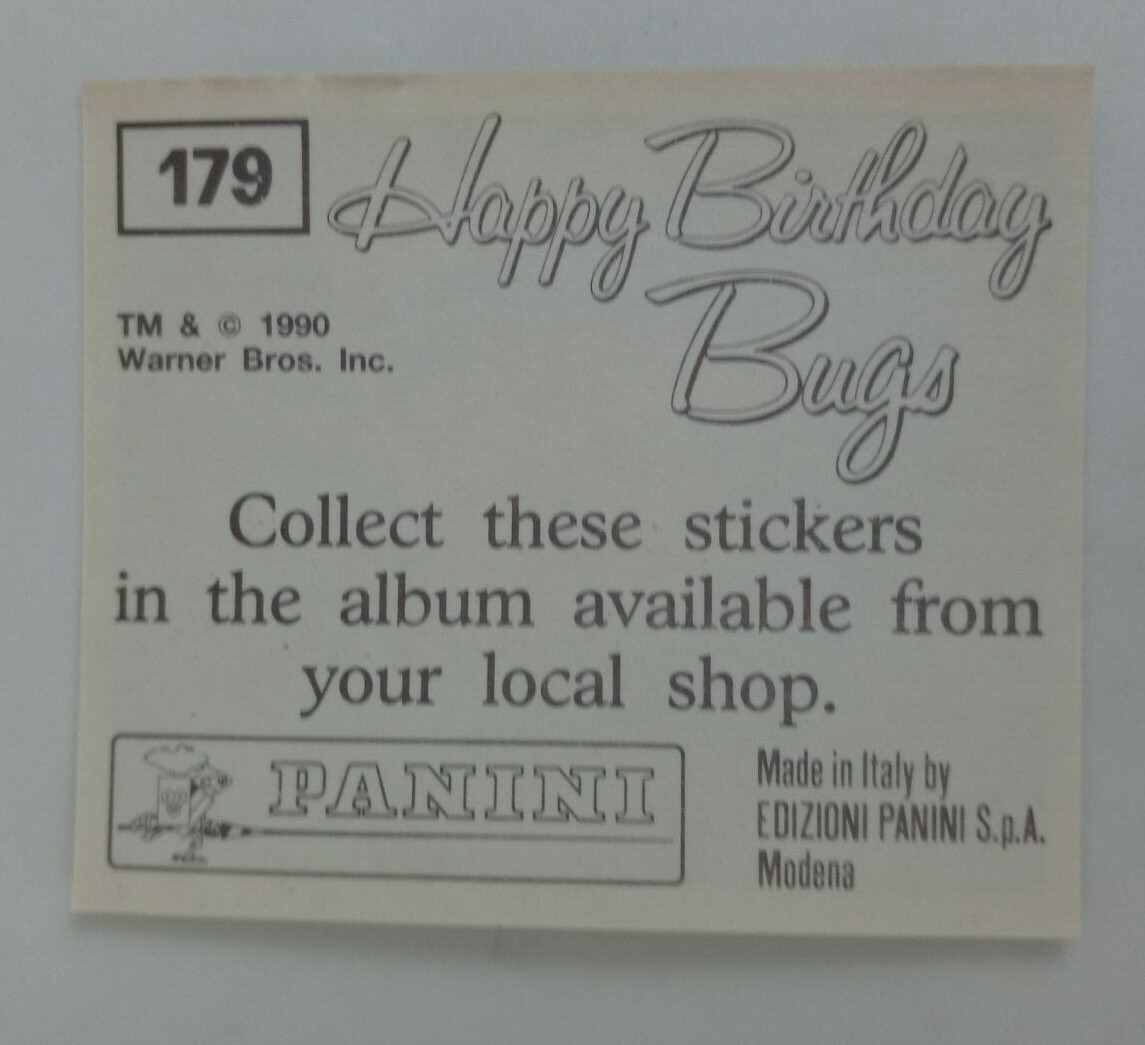 179
Happy Birthday
Bugs
TM & © 1990
Warner Bros. Inc.
Collect these stickers
in the album available from
your local shop.
PANINI
Made in Italy by
EDIZIONI PANINI S.p.A.
Modena